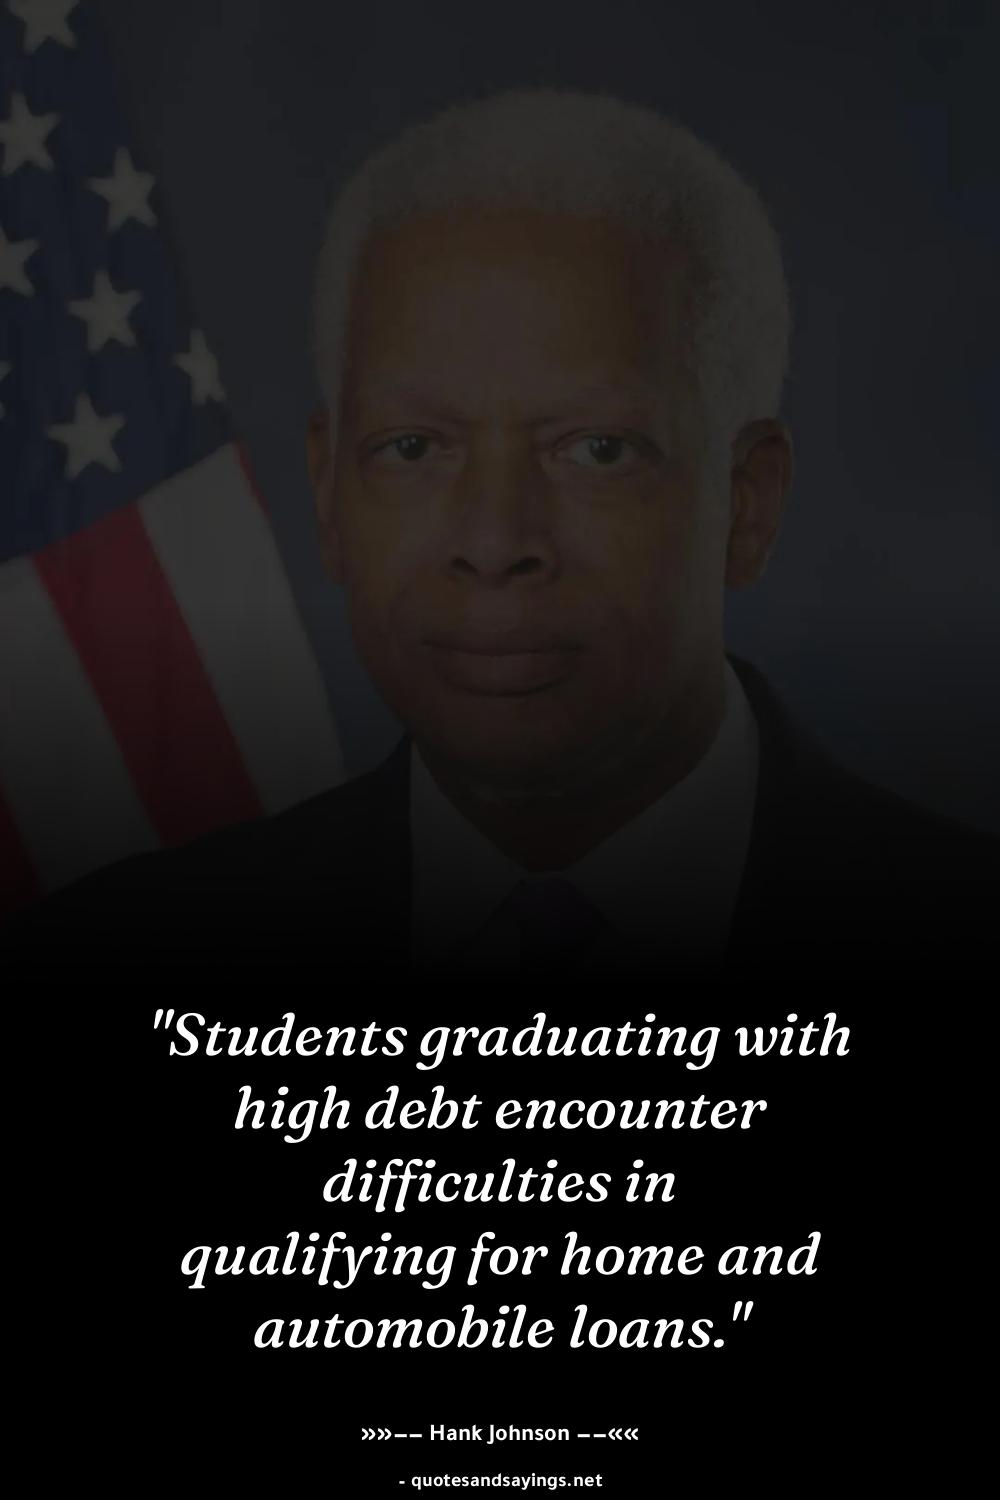 "Students graduating with
high debt encounter
difficulties in
qualifying for home and
automobile loans."
»»−− Hank Johnson −−««
- quotesandsayings.net